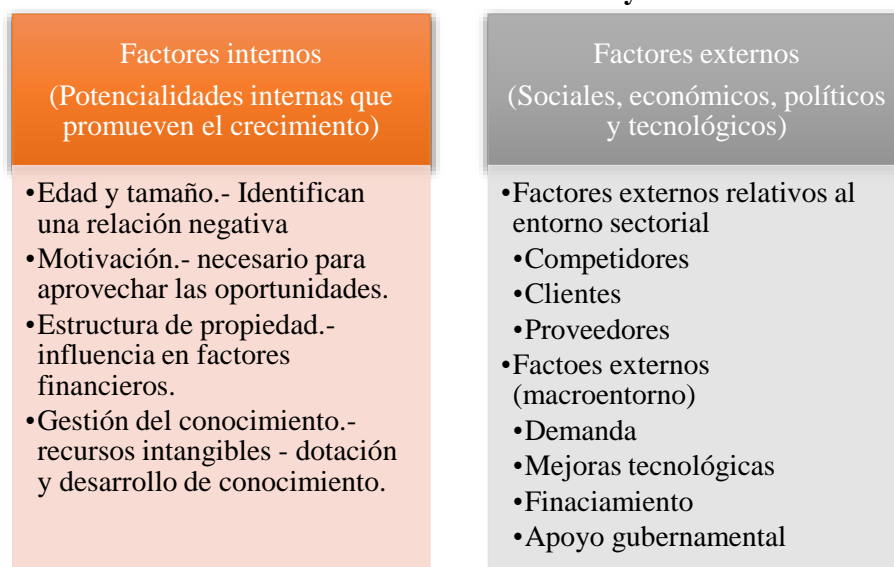 y
Factores internos
(Potencialidades internas que
promueven el crecimiento)
•Edad y tamaño.- Identifican
una relación negativa
•Motivación.- necesario para
aprovechar las oportunidades.
•Estructura de propiedad.-
influencia en factores
financieros.
•Gestión del conocimiento.-
recursos intangibles - dotación
y desarrollo de conocimiento.
Factores externos
(Sociales, económicos, políticos
y tecnológicos)
•Factores externos relativos al
entorno sectorial
•Competidores
•Clientes
•Proveedores
•Factoes externos
(macroentorno)
•Demanda
•Mejoras tecnológicas
•Finaciamiento
•Apoyo gubernamental